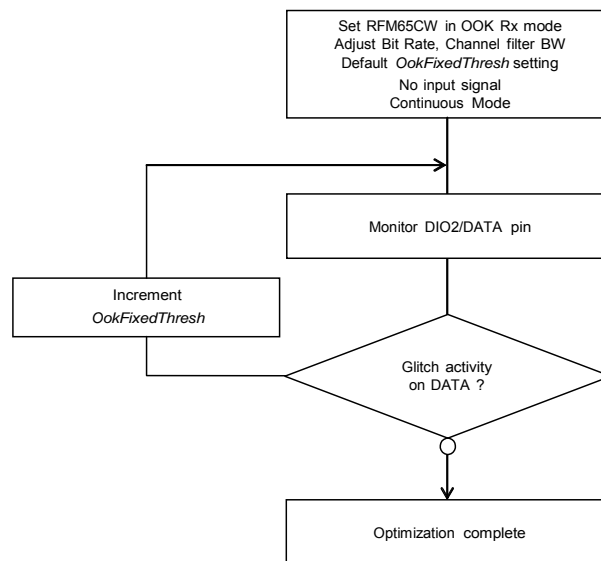 Set RFM65CW in OOK Rx mode
Adjust Bit Rate, Channel filter BW
Default OokFixedThresh setting
No input signal
Continuous Mode
Monitor DIO2/DATA pin
Increment
OokFixedThresh
Glitch activity
on DATA ?
Optimization complete